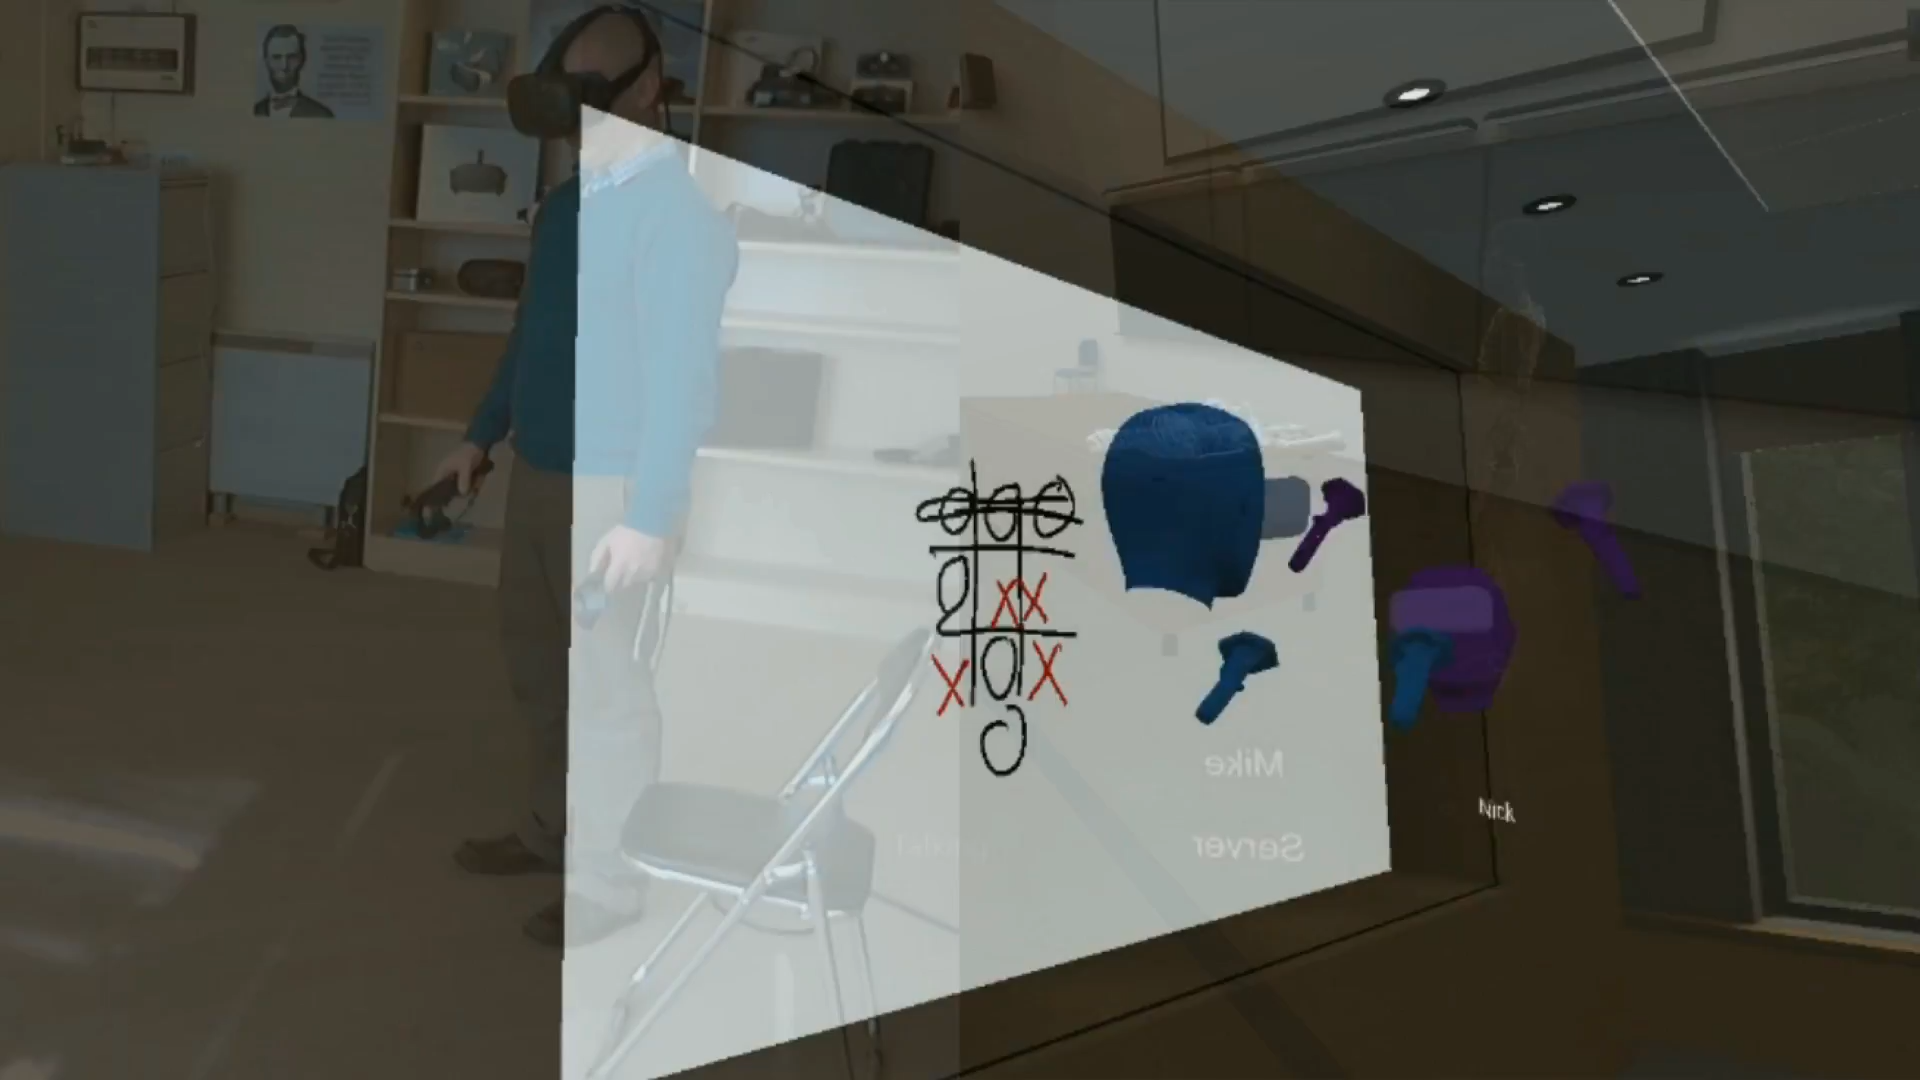 O O O
O X X
X O X
O
Mike
Server
Nick